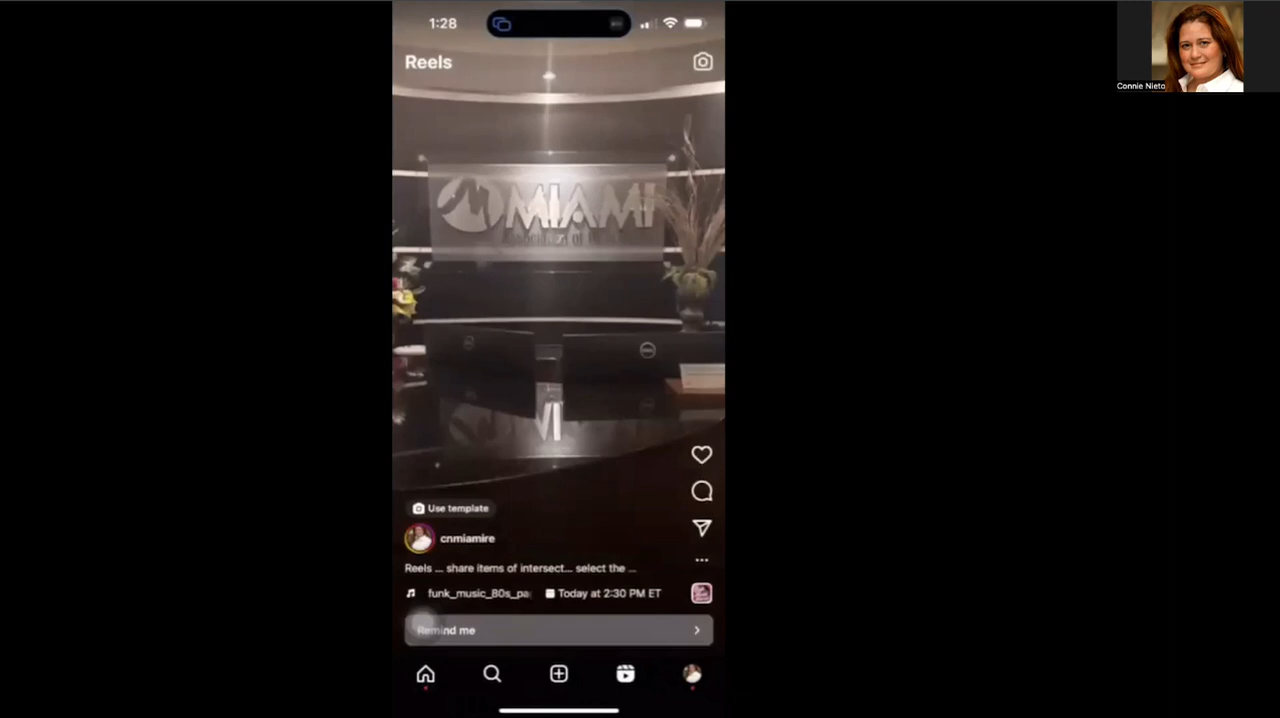 1:28
Reels
Connie Nieto
MIAMI
Use template
cnmiamire
Reels ... share items of intersect... select the ...
funk_music_80s_pa
Today at 2:30 PM ET
Remind me